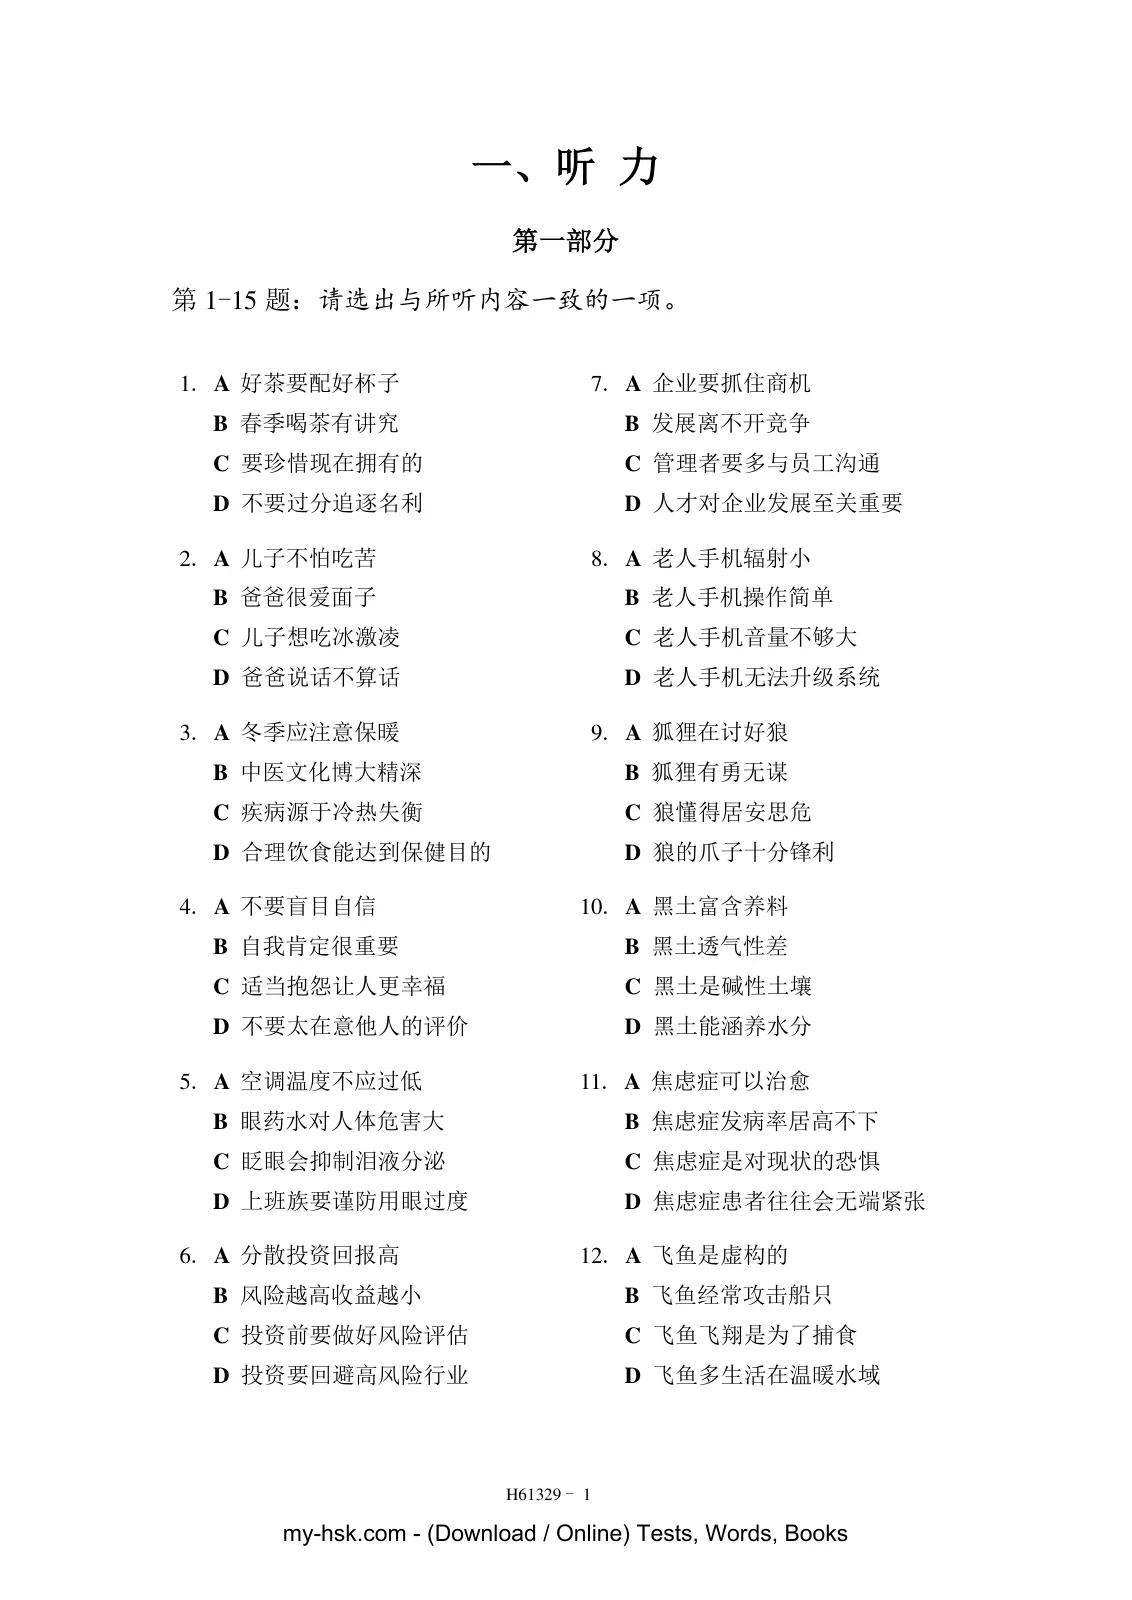 一、听 力
第一部分
第 1-15 题：请选出与所听内容一致的一项。
1. A 好茶要配好杯子
B 春季喝茶有讲究
C 要珍惜现在拥有的
D 不要过分追逐名利
2. A 儿子不怕吃苦
B 爸爸很爱面子
C 儿子想吃冰激凌
D 爸爸说话不算话
3. A 冬季应注意保暖
B 中医文化博大精深
C 疾病源于冷热失衡
D 合理饮食能达到保健目的
4. A 不要盲目自信
B 自我肯定很重要
C 适当抱怨让人更幸福
D 不要太在意他人的评价
5. A 空调温度不应过低
B 眼药水对人体危害大
C 眨眼会抑制泪液分泌
D 上班族要谨防用眼过度
6. A 分散投资回报高
B 风险越高收益越小
C 投资前要做好风险评估
D 投资要回避高风险行业
7. A 企业要抓住商机
B 发展离不开竞争
C 管理者要多与员工沟通
D 人才对企业发展至关重要
8. A 老人手机辐射小
B 老人手机操作简单
C 老人手机音量不够大
D 老人手机无法升级系统
9. A 狐狸在讨好狼
B 狐狸有勇无谋
C 狼懂得居安思危
D 狼的爪子十分锋利
10. A 黑土富含养料
B 黑土透气性差
C 黑土是碱性土壤
D 黑土能涵养水分
11. A 焦虑症可以治愈
B 焦虑症发病率居高不下
C 焦虑症是对现状的恐惧
D 焦虑症患者往往会无端紧张
12. A 飞鱼是虚构的
B 飞鱼经常攻击船只
C 飞鱼飞翔是为了捕食
D 飞鱼多生活在温暖水域
H61329－ 1
my-hsk.com - (Download / Online) Tests, Words, Books